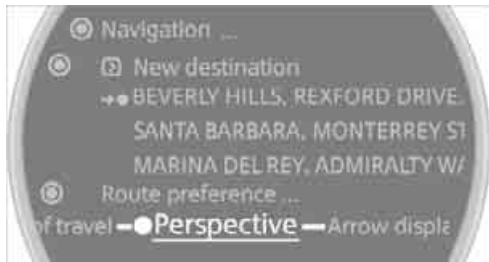 Navigation ...
New destination
BEVERLY HILLS, REXFORD DRIVE.
SANTA BARBARA, MONTERREY ST
MARINA DEL REY, ADMIRALTY W
Route preference ...
of travel Perspective Arrow displa